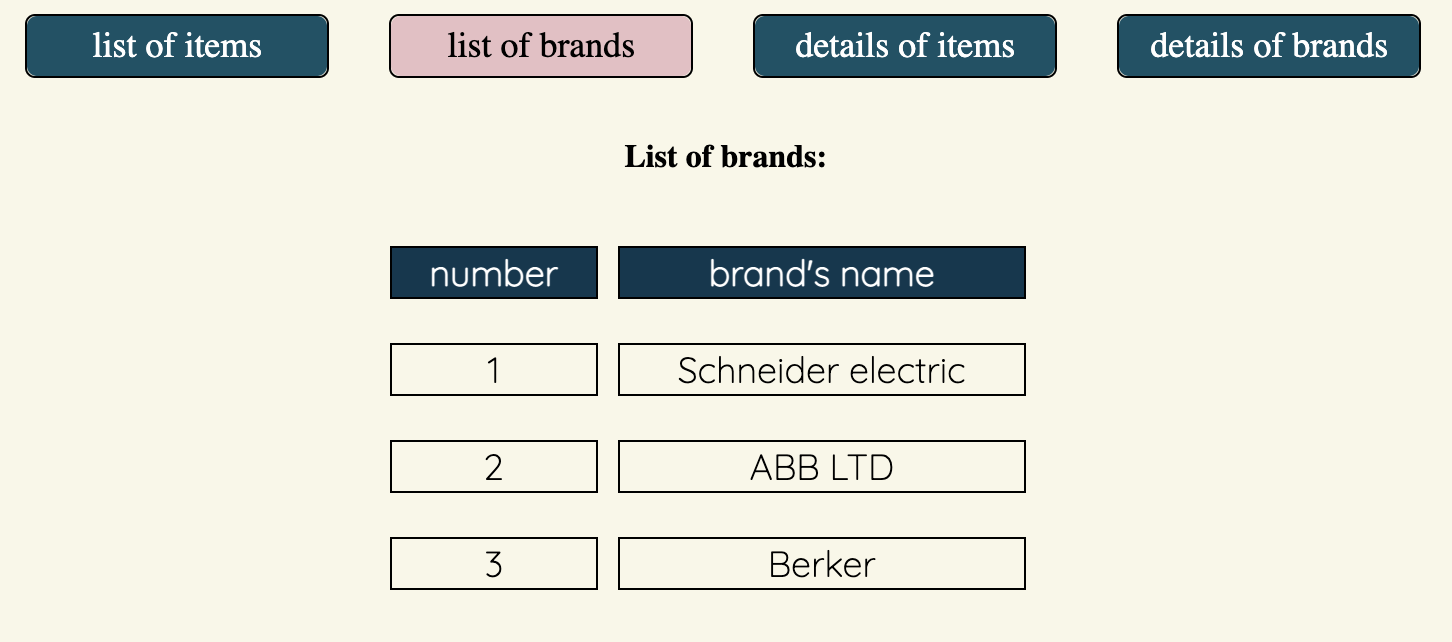 list of items list of brands details of items details of brands
List of brands:
number brand's name
1 Schneider electric
2 ABB LTD
3 Berker